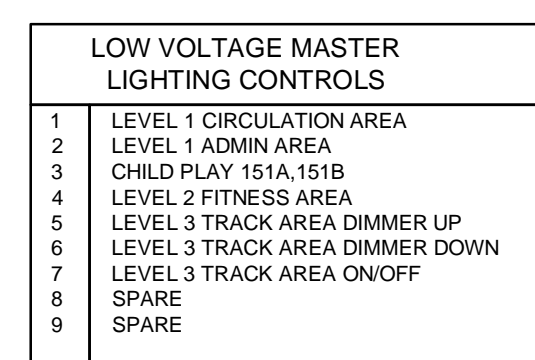 LOW VOLTAGE MASTER
LIGHTING CONTROLS
1 LEVEL 1 CIRCULATION AREA
2 LEVEL 1 ADMIN AREA
3 CHILD PLAY 151A,151B
4 LEVEL 2 FITNESS AREA
5 LEVEL 3 TRACK AREA DIMMER UP
6 LEVEL 3 TRACK AREA DIMMER DOWN
7 LEVEL 3 TRACK AREA ON/OFF
8 SPARE
9 SPARE